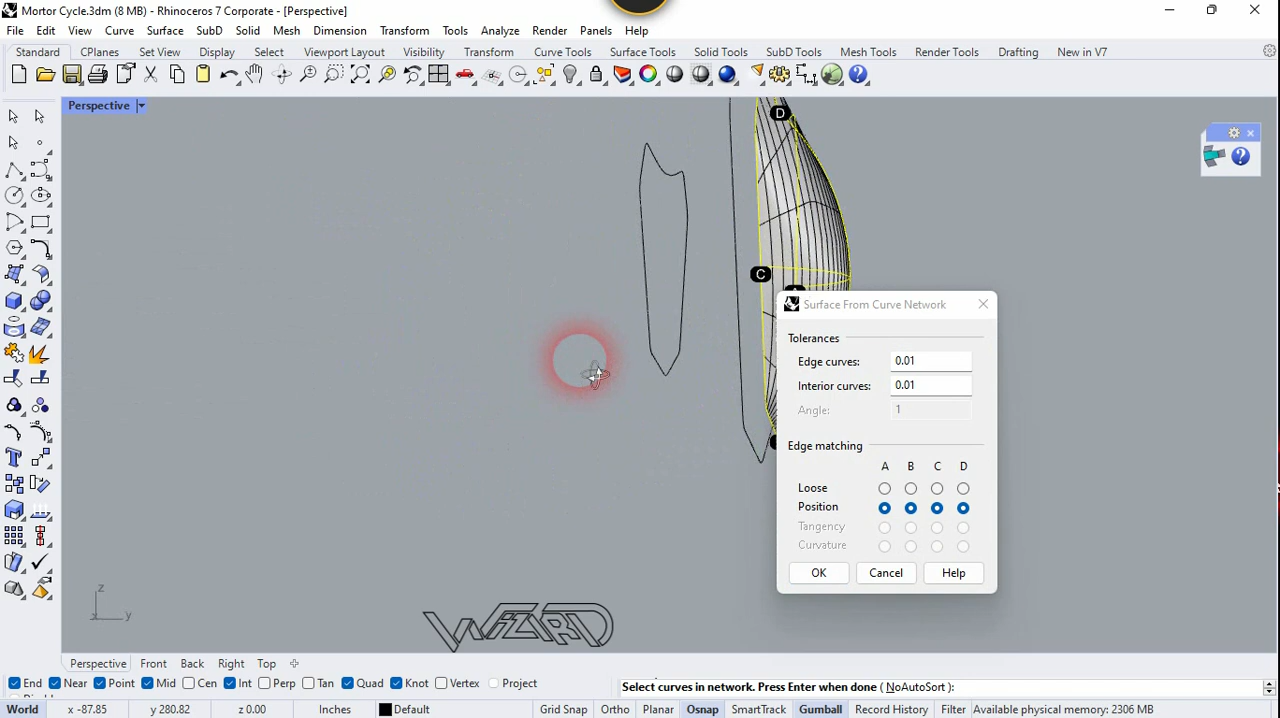 Mortor Cycle.3dm (8 MB) - Rhinoceros 7 Corporate - [Perspective]
File Edit View Curve Surface Solid SubD Mesh Dimension Transform Tools Analyze Render Panels Help
Standard CPlanes Set View Display Select Viewport Layout Visibility Transform Curve Tools Surface Tools Solid Tools SubD Tools Mesh Tools Render Tools Drafting New in V7
Perspective
D
C
Surface From Curve Network
Tolerances
Edge curves: 0.01
Interior curves: 0.01
Angle: 1
Edge matching
A B C D
Loose
Position
Tangency
Curvature
OK Cancel Help
z
x y
WIZARD
Perspective Front Back Right Top
End Near Point Mid Cen Int Perp Tan Quad Knot Vertex Project
Select curves in network. Press Enter when done ( NoAutoSort ):
World x -87.85 y 280.82 z 0.00 Inches Default Grid Snap Ortho Planar Osnap SmartTrack Gumball Record History Filter Available physical memory: 2306 MB